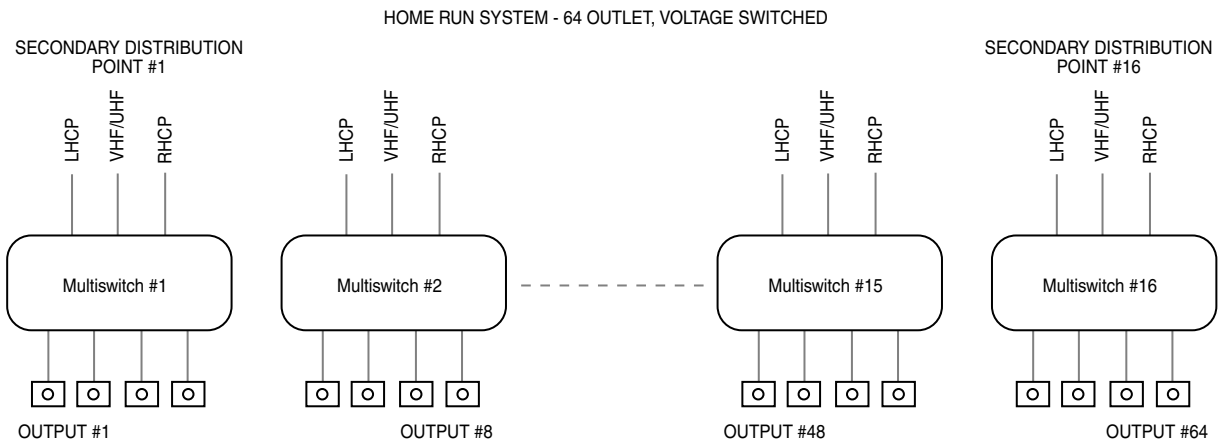 HOME RUN SYSTEM - 64 OUTLET, VOLTAGE SWITCHED
SECONDARY DISTRIBUTION
POINT #1
SECONDARY DISTRIBUTION
POINT #16
LHCP
VHF/UHF
RHCP
LHCP
VHF/UHF
RHCP
LHCP
VHF/UHF
RHCP
LHCP
VHF/UHF
RHCP
Multiswitch #1
Multiswitch #2
Multiswitch #15
Multiswitch #16
OUTPUT #1
OUTPUT #8
OUTPUT #48
OUTPUT #64